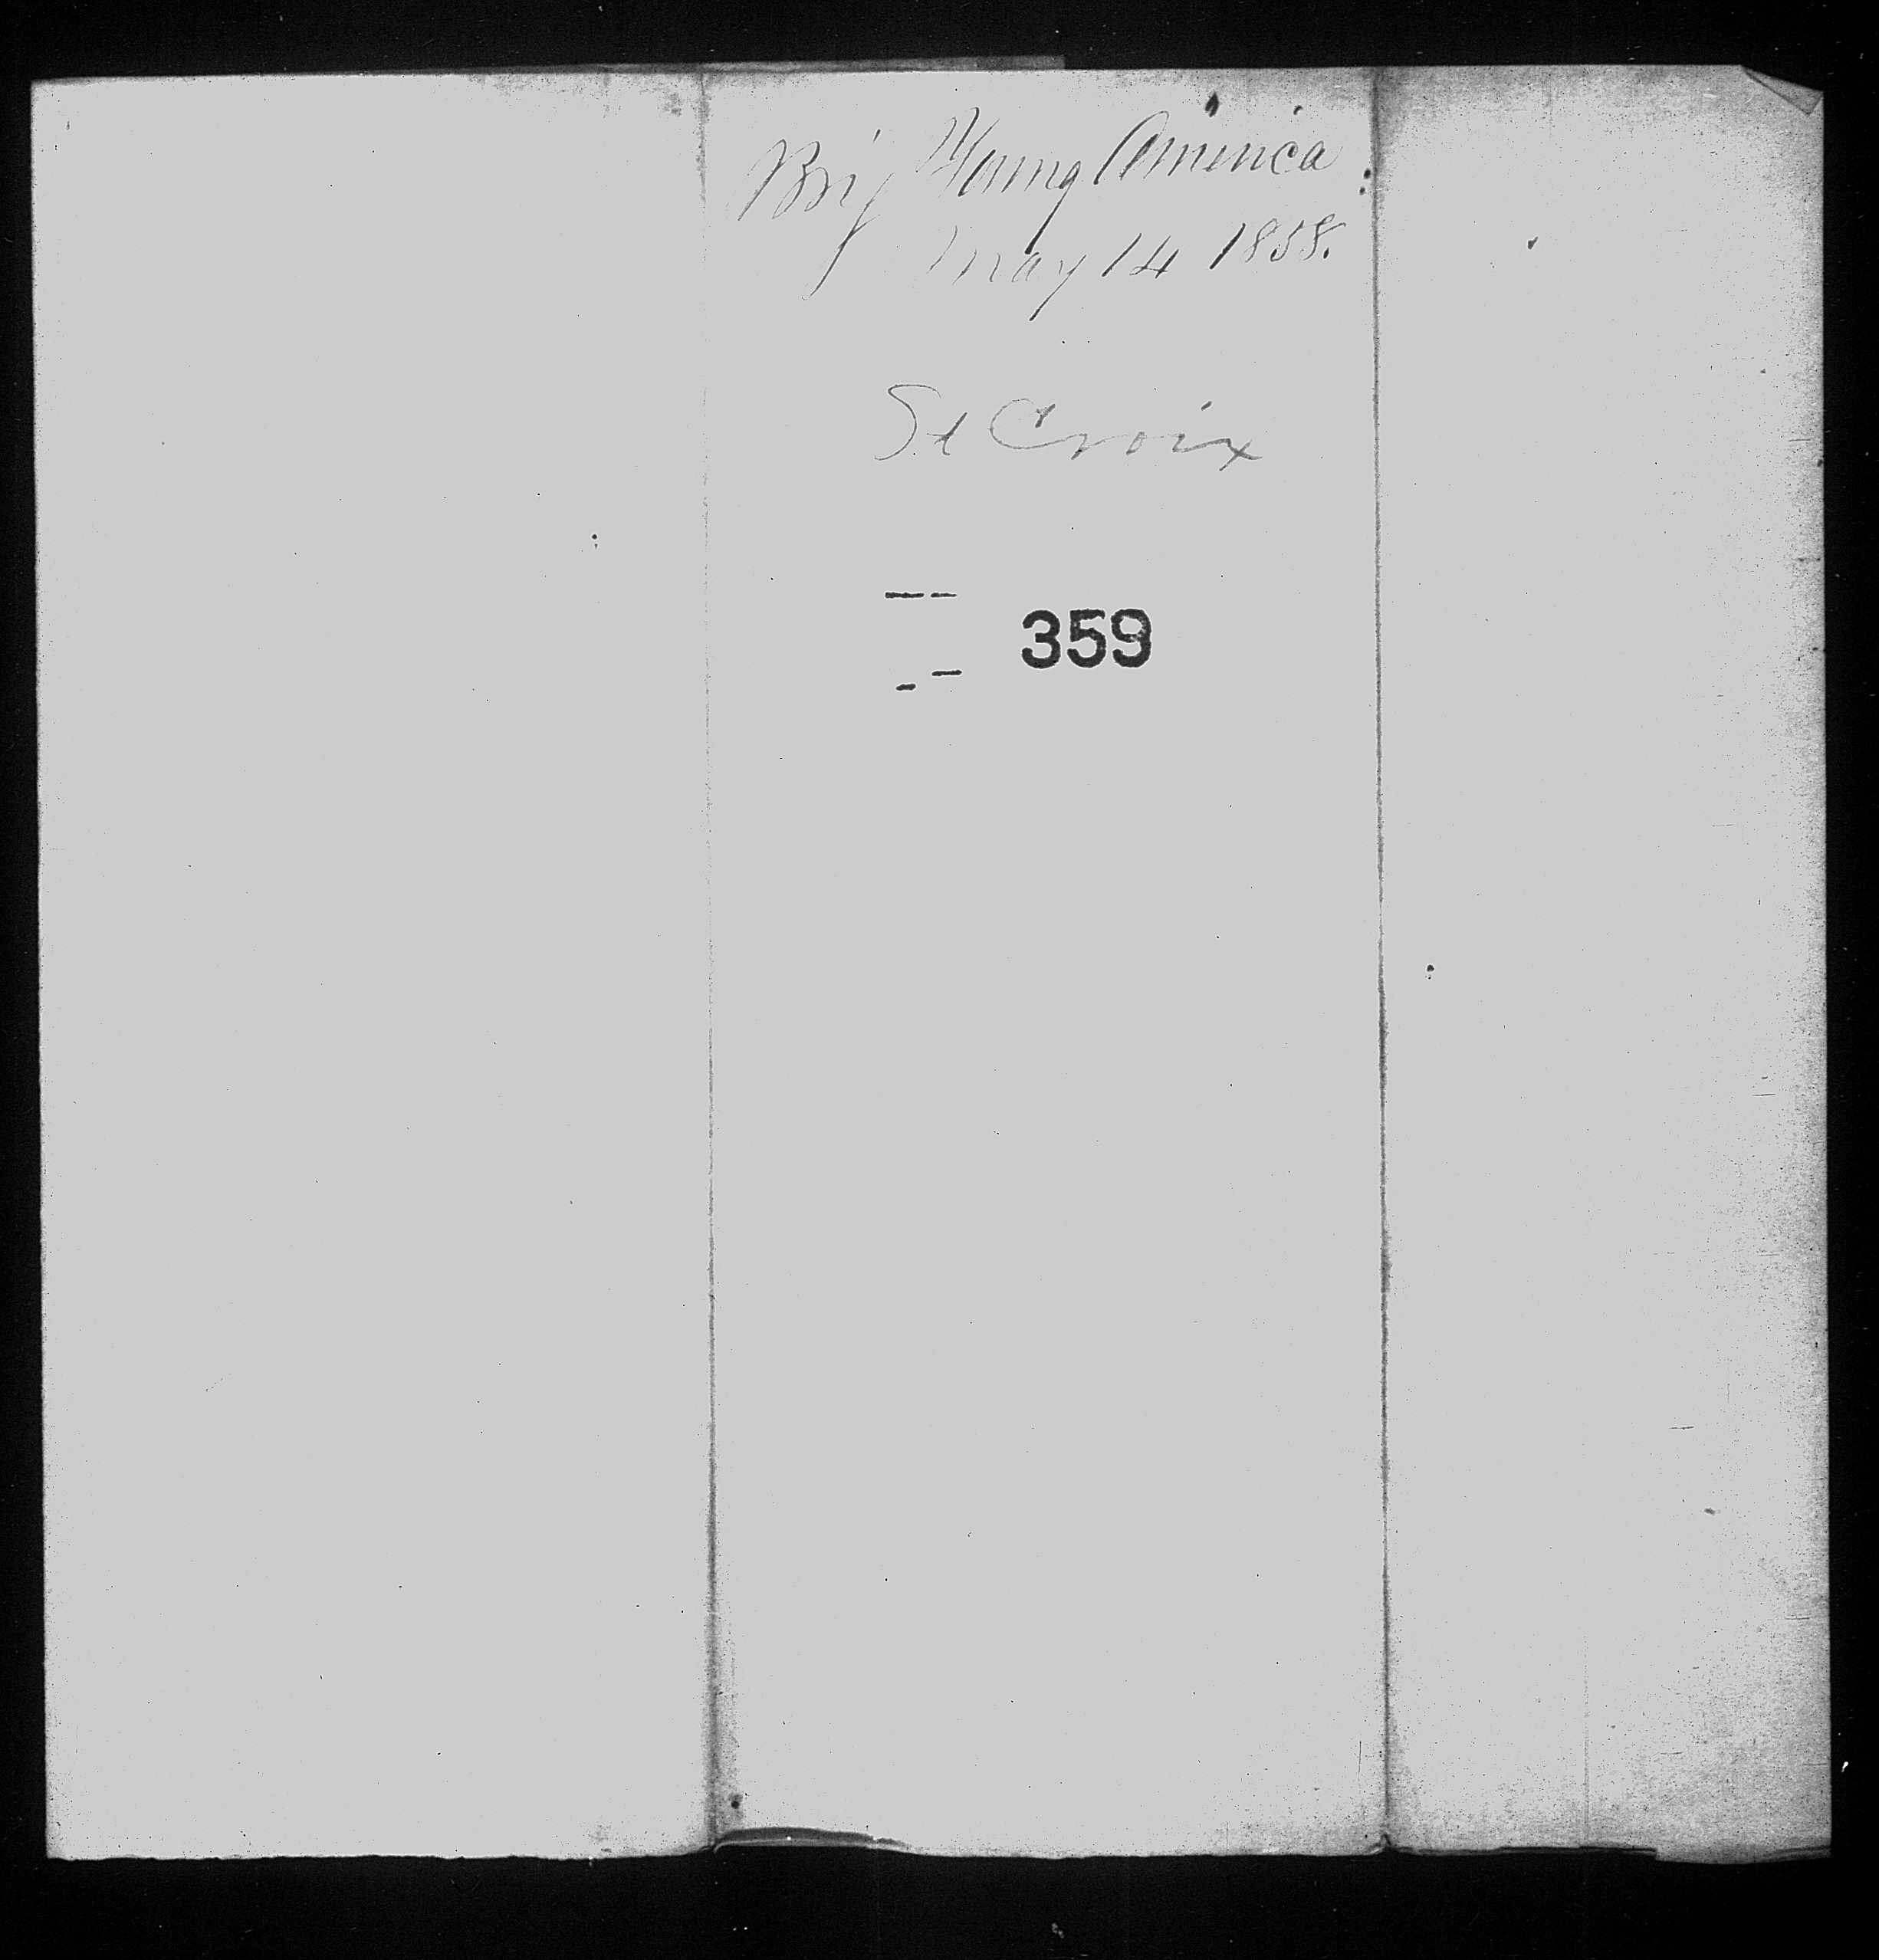 Brig Young America
May 14 1858.
St Croix
359